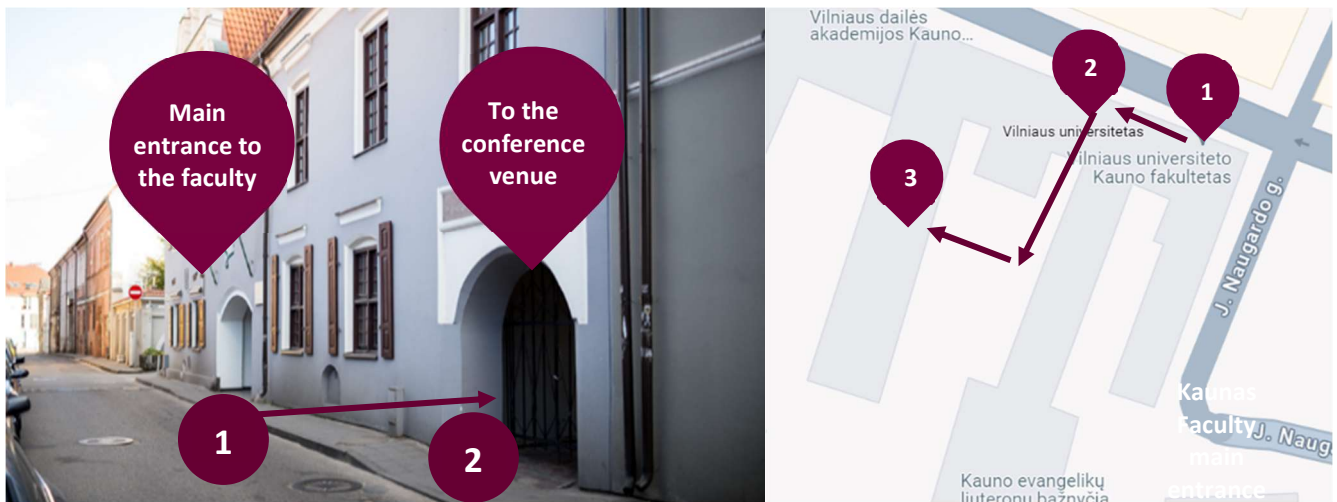 Main
entrance to
the faculty
To the
conference
venue
1
2
Vilniaus dailės
akademijos Kauno...
2
1
Vilniaus universitetas
Vilniaus universiteto
Kauno fakultetas
3
J. Naugardo g.
Kaunas
Faculty
main
entrance
J. Naug
Kauno evangelikų
liuteronų bažnyčia